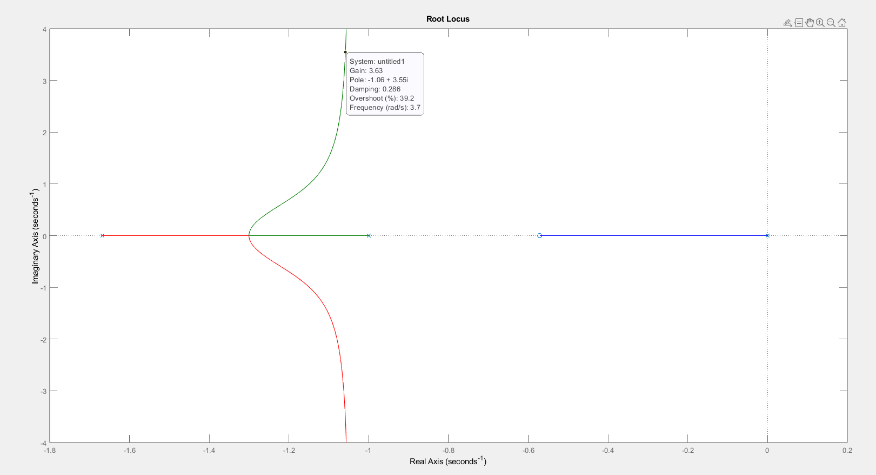 Root Locus
4
3
2
1
0
-1
-2
-3
-4
Imaginary Axis (seconds-1)
System: untitled1
Gain: 3.63
Pole: -1.06 + 3.55i
Damping: 0.286
Overshoot (%): 39.2
Frequency (rad/s): 3.7
-1.8 -1.6 -1.4 -1.2 -1 -0.8 -0.6 -0.4 -0.2 0 0.2
Real Axis (seconds-1)